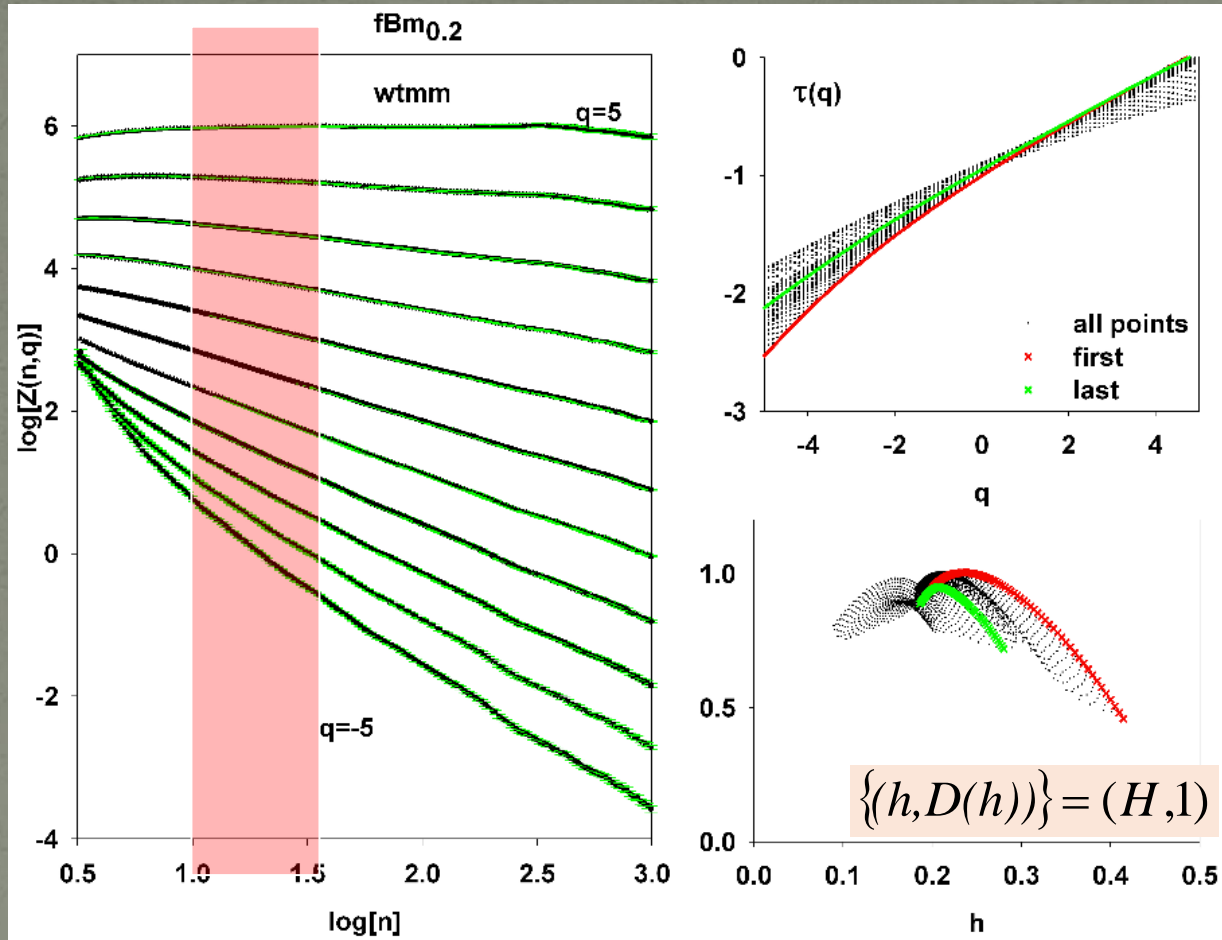 fBm0.2
wtmm
q=5
q=-5
log[Z(n,q)]
6
4
2
0
-2
-4
0.5 1.0 1.5 2.0 2.5 3.0
log[n]
τ(q)
0
-1
-2
-3
all points
first
last
-4 -2 0 2 4
q
1.0
0.5
0.0
{(h,D(h))} = (H,1)
0.0 0.1 0.2 0.3 0.4 0.5
h